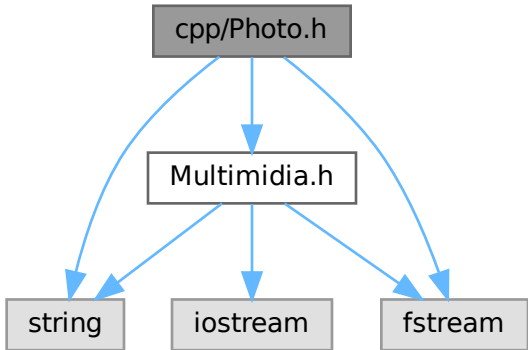 cpp/Photo.h
Multimidia.h
string
iostream
fstream